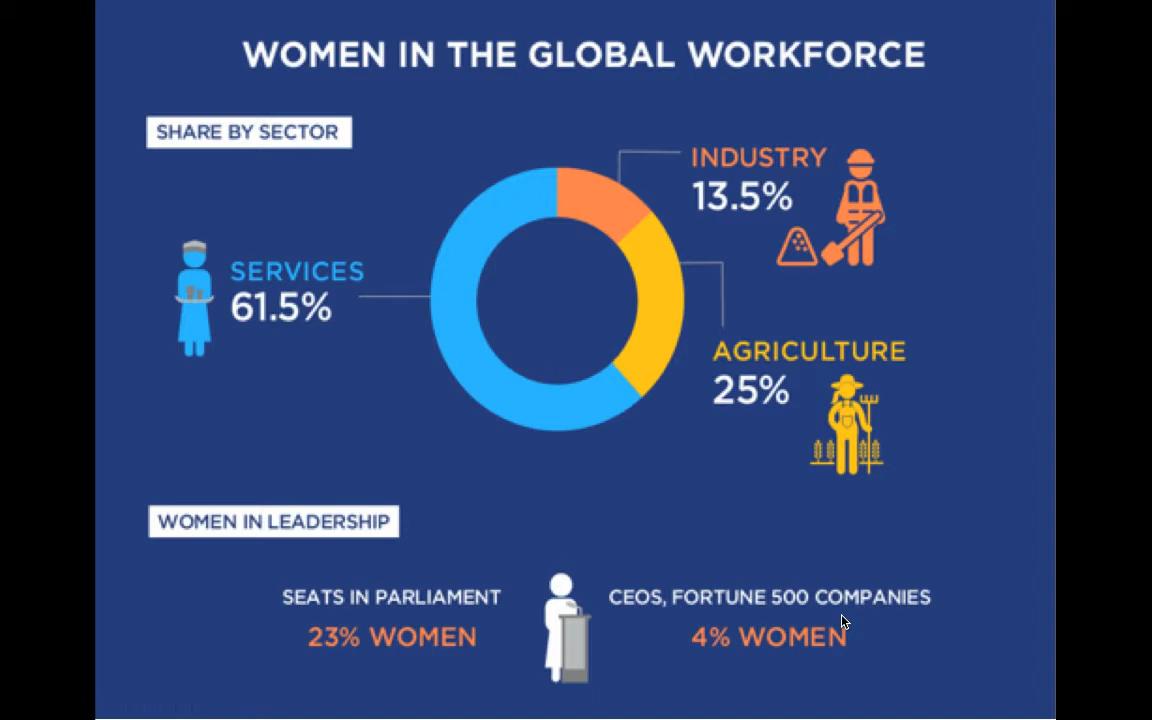 WOMEN IN THE GLOBAL WORKFORCE
SHARE BY SECTOR
INDUSTRY
13.5%
SERVICES
61.5%
AGRICULTURE
25%
WOMEN IN LEADERSHIP
SEATS IN PARLIAMENT
23% WOMEN
CEOS, FORTUNE 500 COMPANIES
4% WOMEN